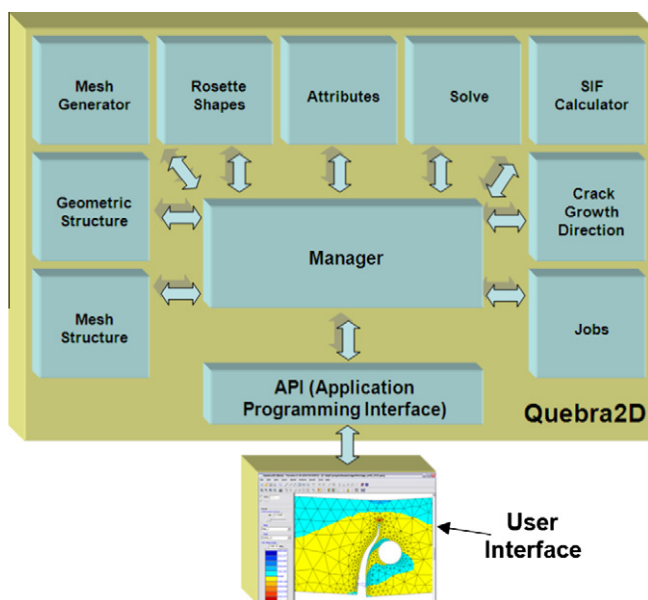 Mesh
Generator
Rosette
Shapes
Attributes
Solve
SIF
Calculator
Geometric
Structure
Crack
Growth
Direction
Manager
Mesh
Structure
Jobs
API (Application
Programming Interface)
Quebra2D
User
Interface